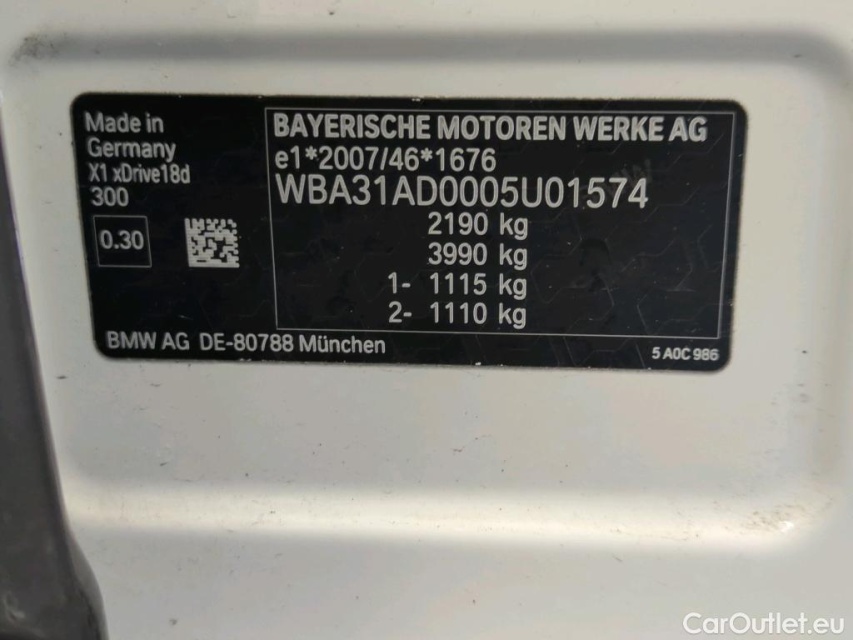 Made in
Germany
X1 xDrive18d
300
0.30
BAYERISCHE MOTOREN WERKE AG
e1*2007/46*1676
WBA31AD0005U01574
2190 kg
3990 kg
1- 1115 kg
2- 1110 kg
BMW AG DE-80788 München
5 A0C 986
CarOutlet.eu